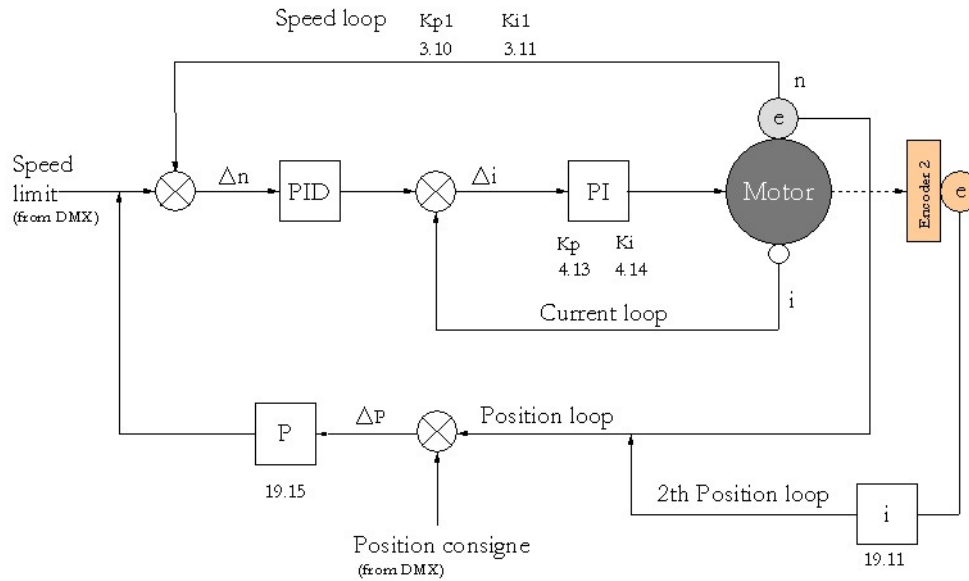 Speed loop
Kp1 Ki1
3.10 3.11
n
e
Speed
limit
(from DMX)
Δn
PID
Δi
PI
Motor
Encoder 2
e
Kp Ki
4.13 4.14
i
Current loop
P
ΔP
Position loop
19.15
2th Position loop
i
19.11
Position consigne
(from DMX)